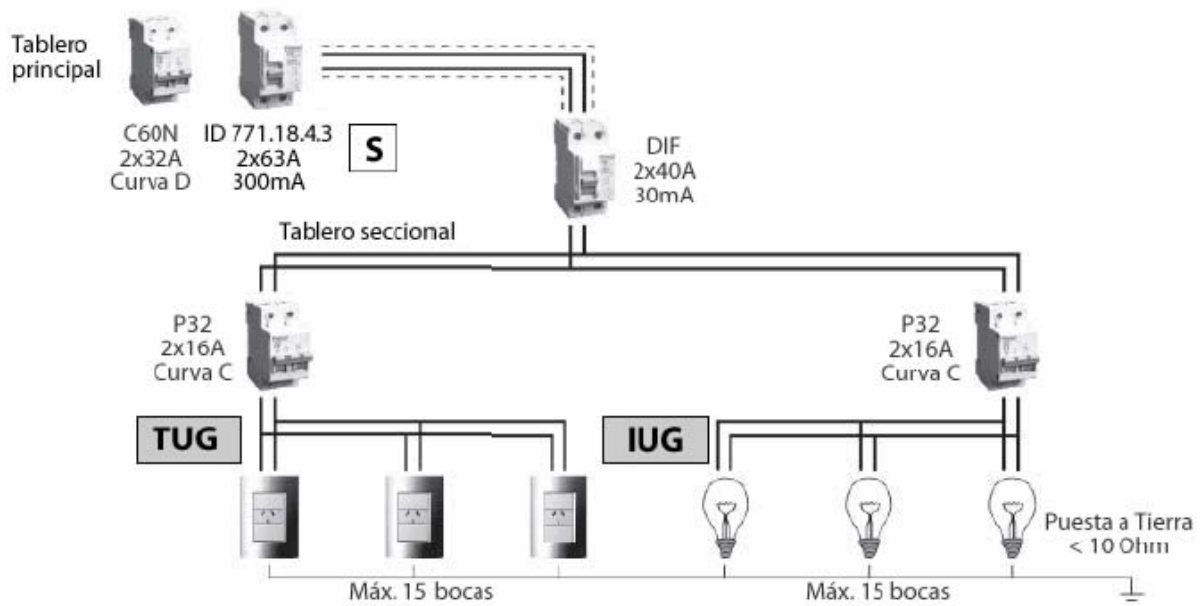 Tablero
principal
C60N
2x32A
Curva D
ID 771.18.4.3
2x63A
300mA
S
DIF
2x40A
30mA
Tablero seccional
P32
2x16A
Curva C
P32
2x16A
Curva C
TUG
IUG
Puesta a Tierra
< 10 Ohm
Máx. 15 bocas
Máx. 15 bocas